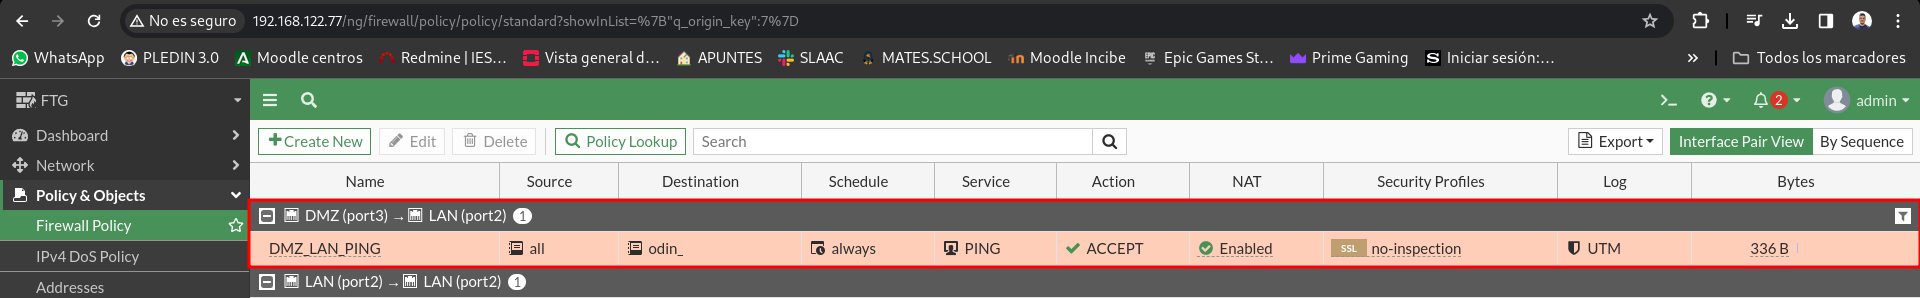 No es seguro 192.168.122.77/ng/firewall/policy/policy/standard?showInList=%7B"q_origin_key":7%7D
WhatsApp PLEDIN 3.0 Moodle centros Redmine | IES... Vista general d... APUNTES SLAAC MATES.SCHOOL Moodle Incibe Epic Games St... Prime Gaming Iniciar sesión:... » Todos los marcadores
FTG 2 admin
Dashboard
Create New Edit Delete Policy Lookup Search Export Interface Pair View By Sequence
Network
Name Source Destination Schedule Service Action NAT Security Profiles Log Bytes
Policy & Objects
DMZ (port3) → LAN (port2) 1
Firewall Policy
DMZ_LAN_PING all odin_ always PING ACCEPT Enabled SSL no-inspection UTM 336 B
IPv4 DoS Policy
LAN (port2) → LAN (port2) 1
Addresses